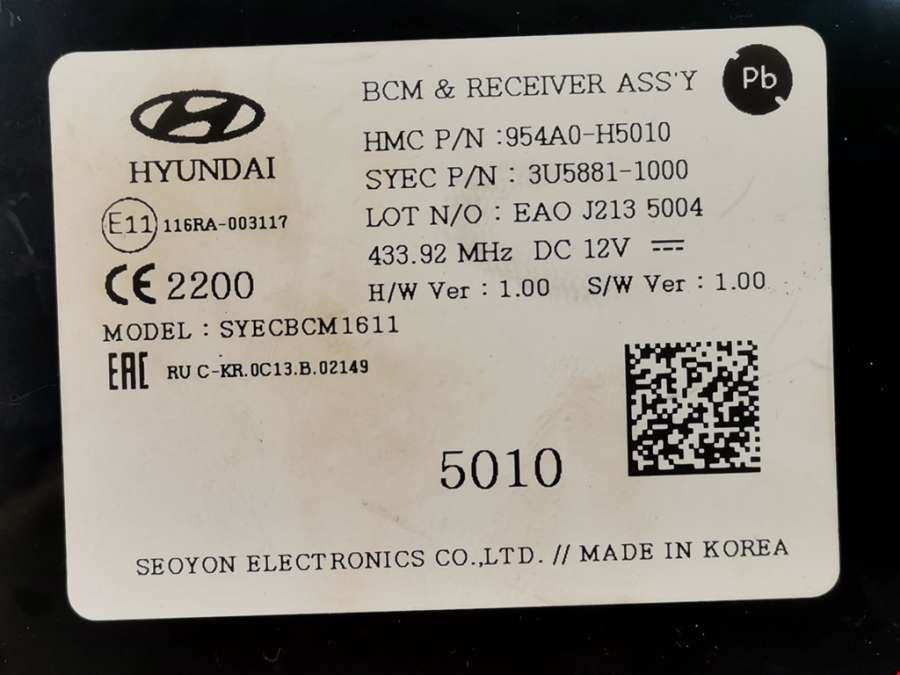 BCM & RECEIVER ASS'Y
Pb
HYUNDAI
HMC P/N :954A0-H5010
SYEC P/N : 3U5881-1000
E11 116RA-003117
LOT N/O : EAO J213 5004
433.92 MHz DC 12V
CE 2200
H/W Ver : 1.00 S/W Ver : 1.00
MODEL : SYECBCM1611
EAC RU C-KR.0C13.B.02149
5010
SEOYON ELECTRONICS CO.,LTD. // MADE IN KOREA